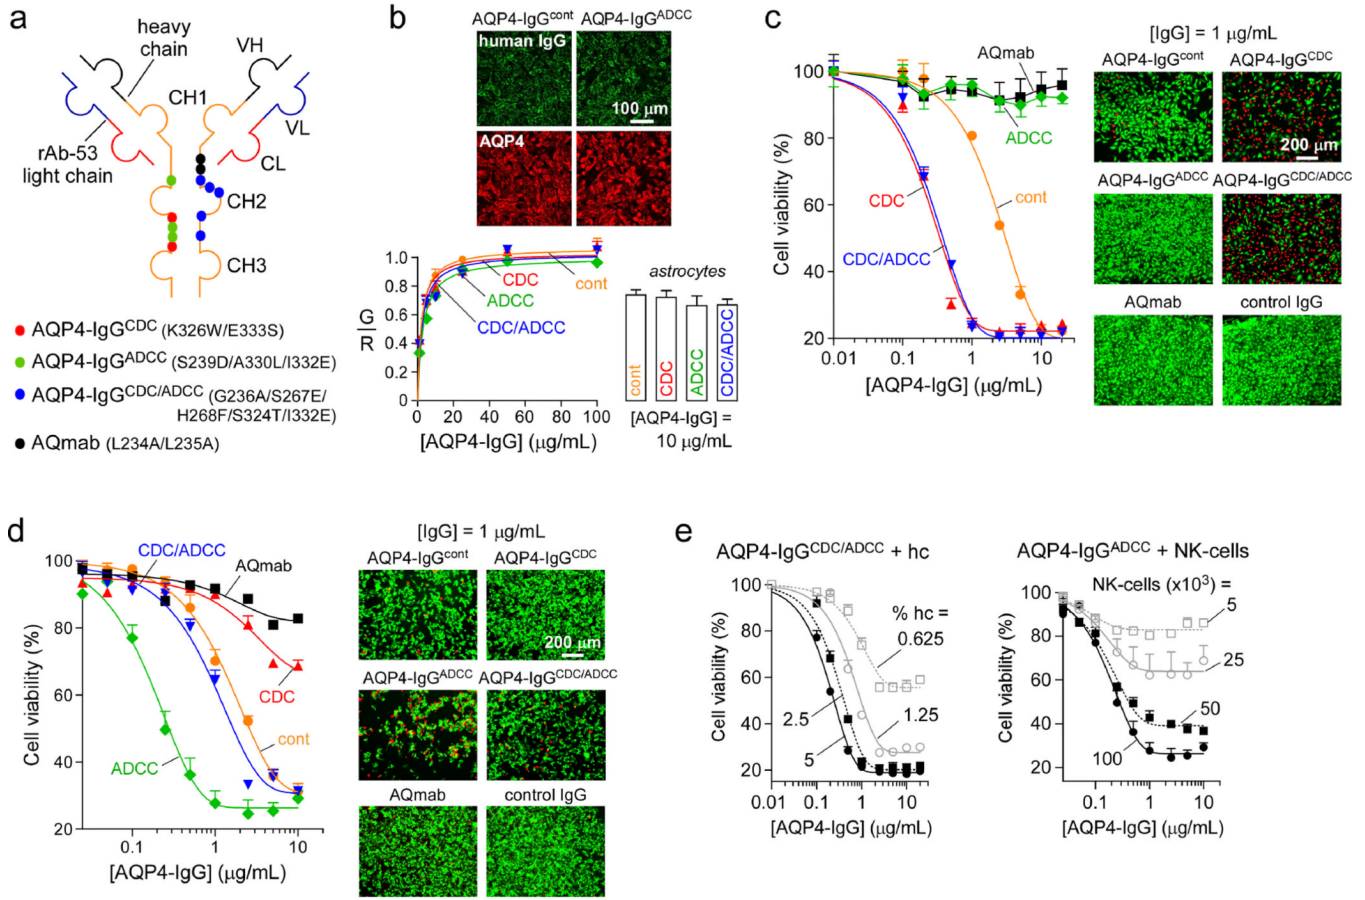 a
heavy
chain
VH
CH1
VL
rAb-53
light chain
CL
CH2
CH3
AQP4-IgG^CDC (K326W/E333S)
AQP4-IgG^ADCC (S239D/A330L/I332E)
AQP4-IgG^CDC/ADCC (G236A/S267E/
H268F/S324T/I332E)
AQmab (L234A/L235A)
b
AQP4-IgG^cont AQP4-IgG^ADCC
human IgG
100 μm
AQP4
1.0
0.8
0.6
0.4
0.2
0
G
R
CDC
cont
ADCC
CDC/ADCC
0 20 40 60 80 100
[AQP4-IgG] (μg/mL)
astrocytes
cont
CDC
ADCC
CDC/ADCC
[AQP4-IgG] =
10 μg/mL
c
100
80
60
40
20
Cell viability (%)
AQmab
ADCC
CDC
cont
CDC/ADCC
0.01 0.1 1 10
[AQP4-IgG] (μg/mL)
[IgG] = 1 μg/mL
AQP4-IgG^cont AQP4-IgG^CDC
200 μm
AQP4-IgG^ADCC AQP4-IgG^CDC/ADCC
AQmab control IgG
d
100
80
60
40
20
Cell viability (%)
CDC/ADCC
AQmab
CDC
cont
ADCC
0.1 1 10
[AQP4-IgG] (μg/mL)
[IgG] = 1 μg/mL
AQP4-IgG^cont AQP4-IgG^CDC
200 μm
AQP4-IgG^ADCC AQP4-IgG^CDC/ADCC
AQmab control IgG
e
AQP4-IgG^CDC/ADCC + hc
100
80
60
40
20
Cell viability (%)
% hc =
0.625
2.5
1.25
5
0.01 0.1 1 10
[AQP4-IgG] (μg/mL)
AQP4-IgG^ADCC + NK-cells
NK-cells (x10^3) =
100
80
60
40
20
Cell viability (%)
5
25
50
100
0.1 1 10
[AQP4-IgG] (μg/mL)